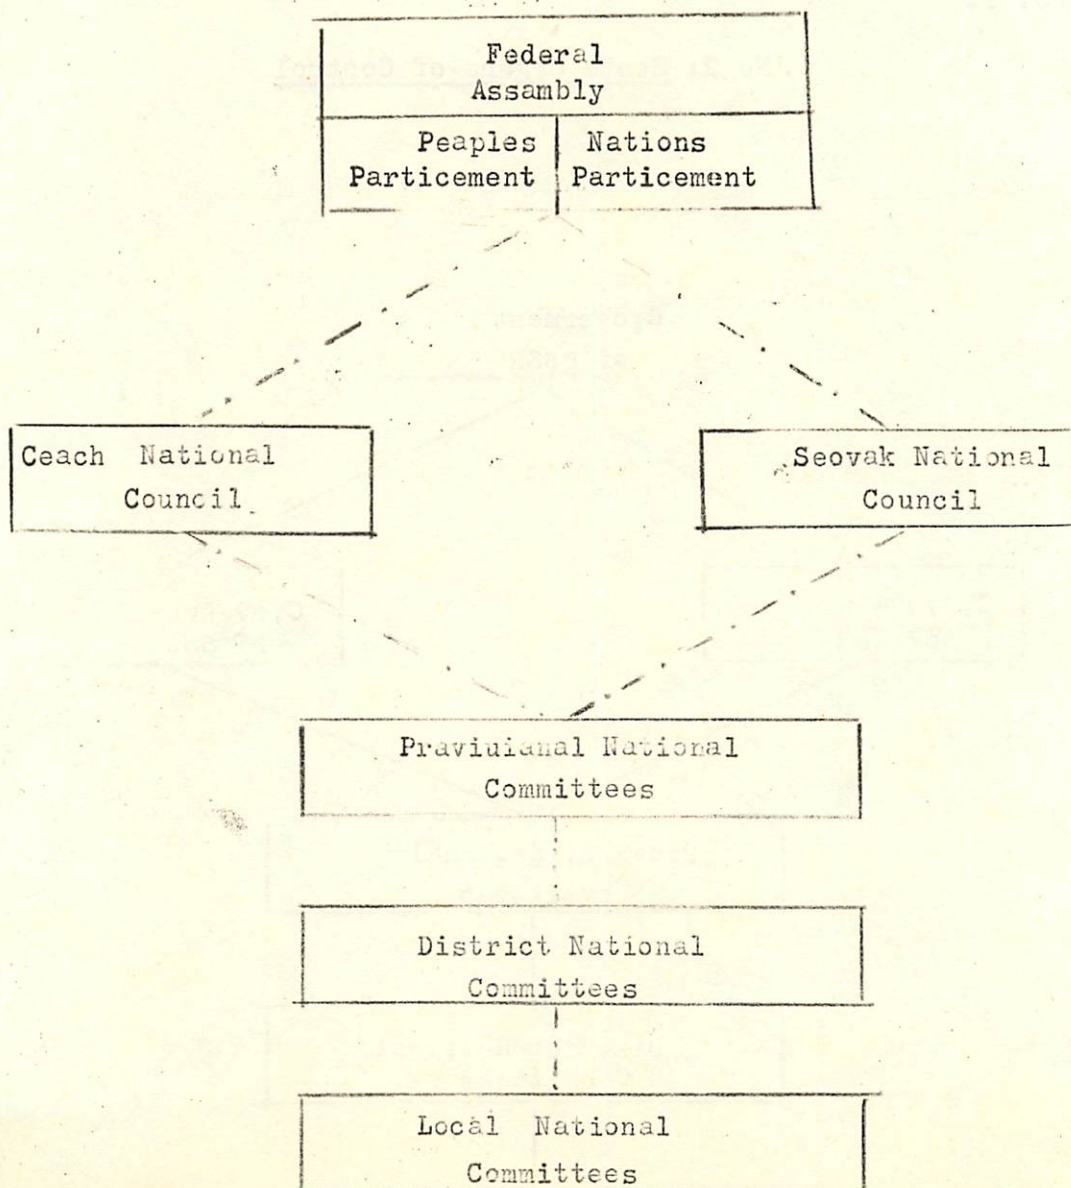 Federal
Assambly
Peaples Nations
Particement Particement
Ceach National
Council
Seovak National
Council
Praviuianal National
Committees
District National
Committees
Local National
Committees